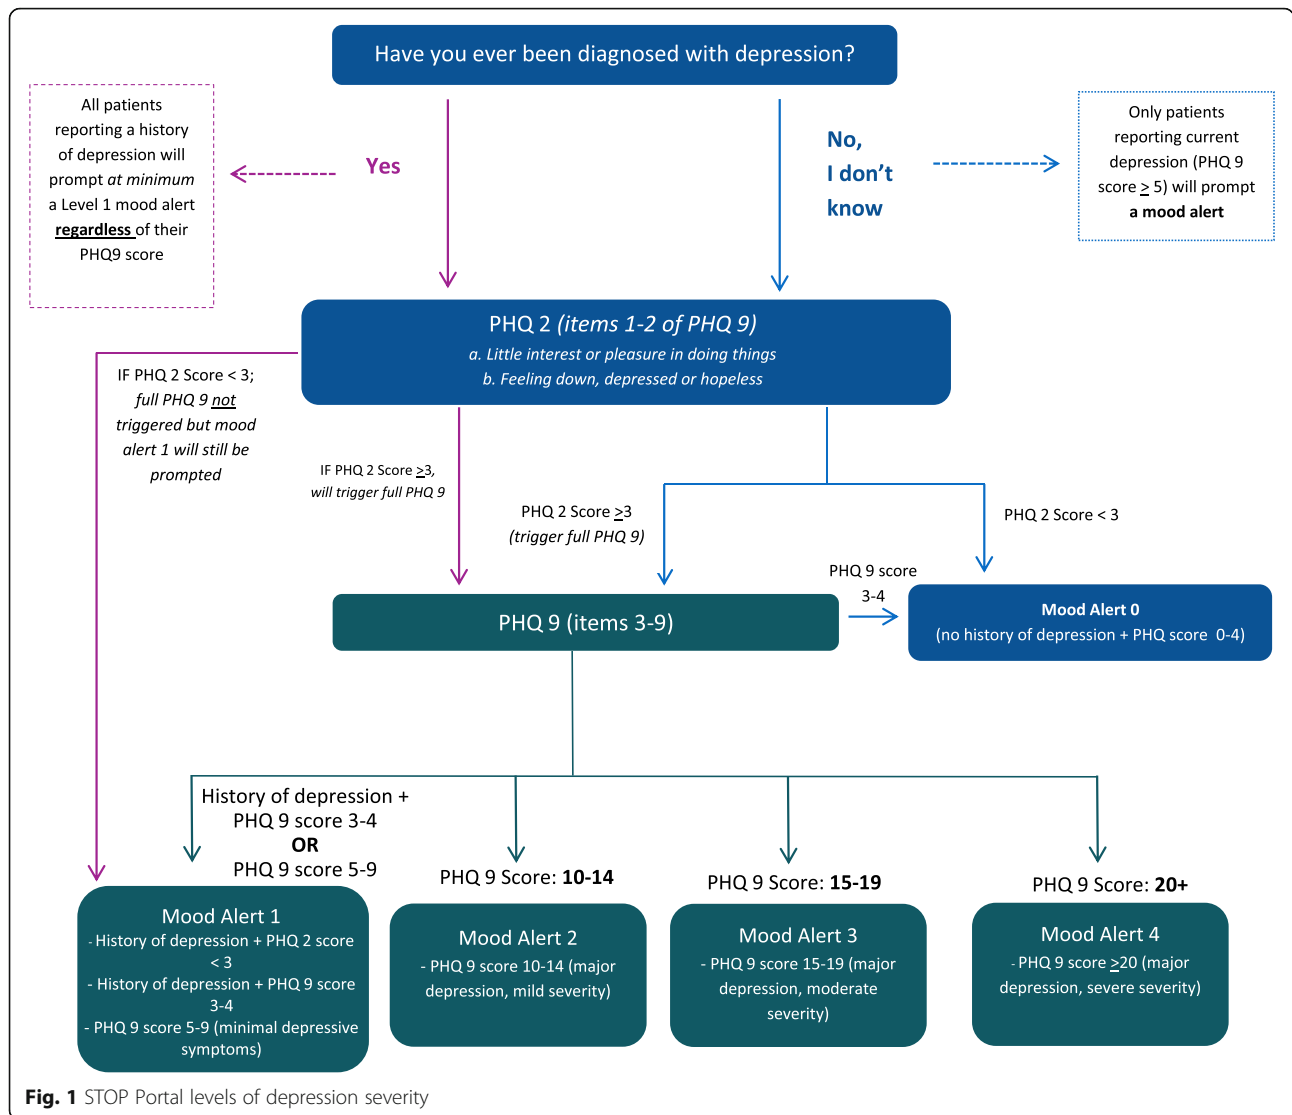 Have you ever been diagnosed with depression?
All patients
reporting a history
of depression will
prompt at minimum
a Level 1 mood alert
regardless of their
PHQ9 score
Yes
No,
I don’t
know
Only patients
reporting current
depression (PHQ 9
score ≥ 5) will prompt
a mood alert
PHQ 2 (items 1-2 of PHQ 9)
a. Little interest or pleasure in doing things
b. Feeling down, depressed or hopeless
IF PHQ 2 Score < 3;
full PHQ 9 not
triggered but mood
alert 1 will still be
prompted
IF PHQ 2 Score ≥3,
will trigger full PHQ 9
PHQ 2 Score ≥3
(trigger full PHQ 9)
PHQ 2 Score < 3
PHQ 9 score
3-4
PHQ 9 (items 3-9)
Mood Alert 0
(no history of depression + PHQ score 0-4)
History of depression +
PHQ 9 score 3-4
OR
PHQ 9 score 5-9
PHQ 9 Score: 10-14
PHQ 9 Score: 15-19
PHQ 9 Score: 20+
Mood Alert 1
- History of depression + PHQ 2 score
< 3
- History of depression + PHQ 9 score
3-4
- PHQ 9 score 5-9 (minimal depressive
symptoms)
Mood Alert 2
- PHQ 9 score 10-14 (major
depression, mild severity)
Mood Alert 3
- PHQ 9 score 15-19 (major
depression, moderate
severity)
Mood Alert 4
- PHQ 9 score ≥20 (major
depression, severe severity)
Fig. 1 STOP Portal levels of depression severity